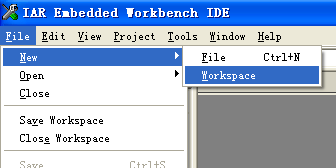 IAR Embedded Workbench IDE
File Edit View Project Tools Window Help
New
File Ctrl+N
Workspace
Open
Close
Save Workspace
Close Workspace
Save Ctrl+S